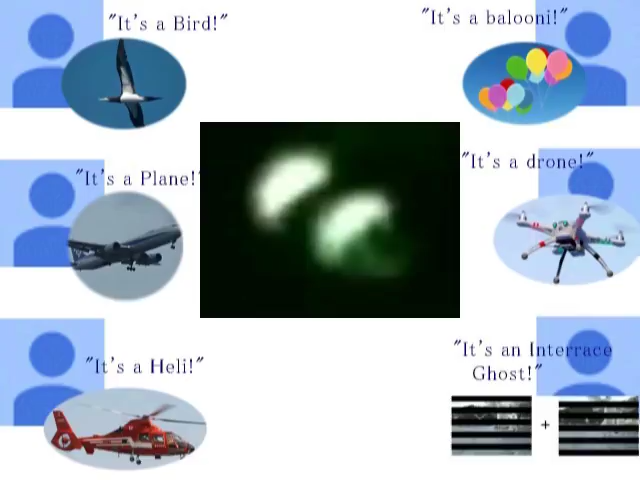 "It's a Bird!"
"It's a balooni!"
"It's a Plane!"
"It's a drone!"
"It's a Heli!"
"It's an Interrace
Ghost!"
+